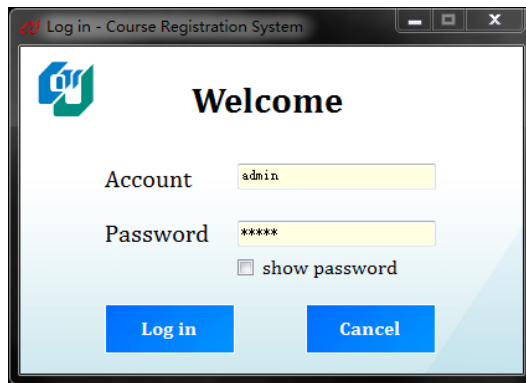 Log in - Course Registration System
Welcome
Account admin
Password *****
show password
Log in Cancel